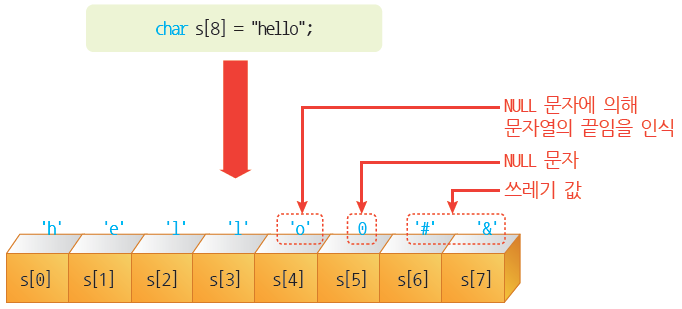 char s[8] = "hello";
NULL 문자에 의해
문자열의 끝임을 인식
NULL 문자
쓰레기 값
'h' 'e' 'l' 'l' 'o' 0 '#' '&'
s[0] s[1] s[2] s[3] s[4] s[5] s[6] s[7]